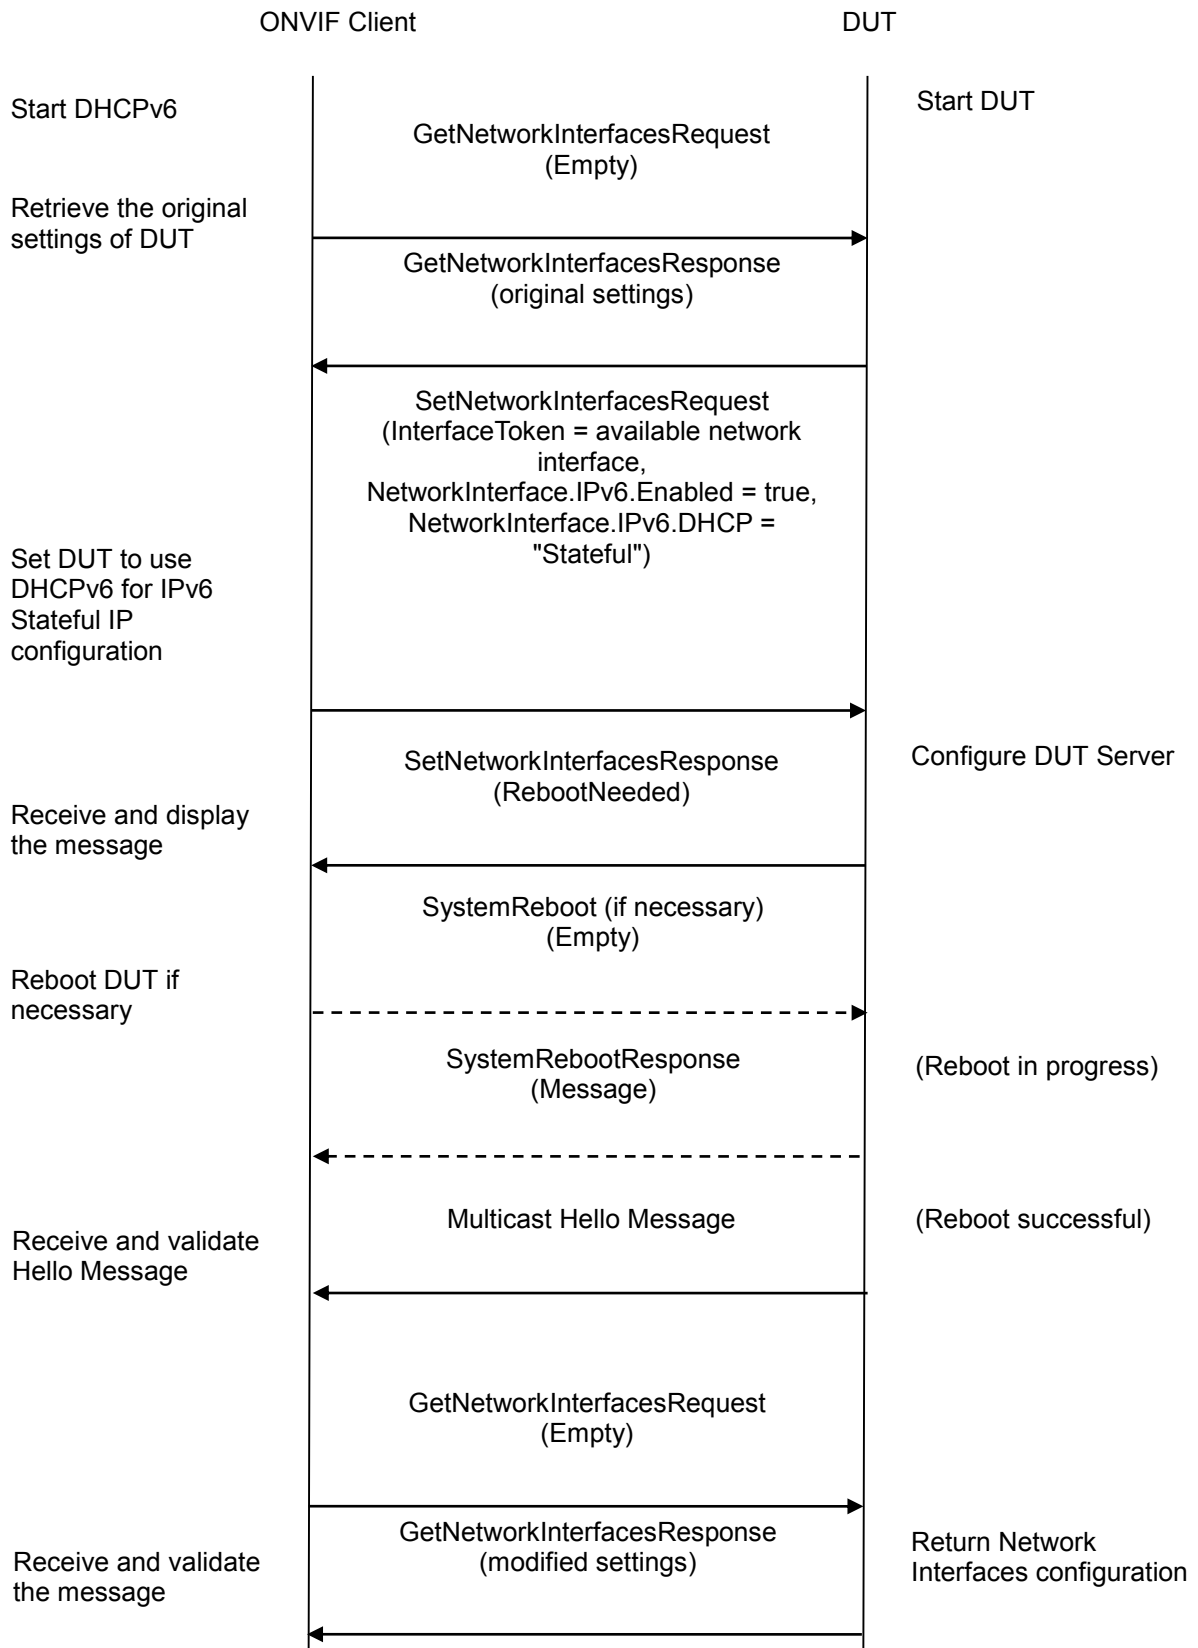 ONVIF Client
DUT
Start DHCPv6
Start DUT
GetNetworkInterfacesRequest
(Empty)
Retrieve the original
settings of DUT
GetNetworkInterfacesResponse
(original settings)
SetNetworkInterfacesRequest
(InterfaceToken = available network
interface,
NetworkInterface.IPv6.Enabled = true,
NetworkInterface.IPv6.DHCP =
"Stateful")
Set DUT to use
DHCPv6 for IPv6
Stateful IP
configuration
SetNetworkInterfacesResponse
(RebootNeeded)
Configure DUT Server
Receive and display
the message
SystemReboot (if necessary)
(Empty)
Reboot DUT if
necessary
SystemRebootResponse
(Message)
(Reboot in progress)
Multicast Hello Message
(Reboot successful)
Receive and validate
Hello Message
GetNetworkInterfacesRequest
(Empty)
GetNetworkInterfacesResponse
(modified settings)
Return Network
Interfaces configuration
Receive and validate
the message